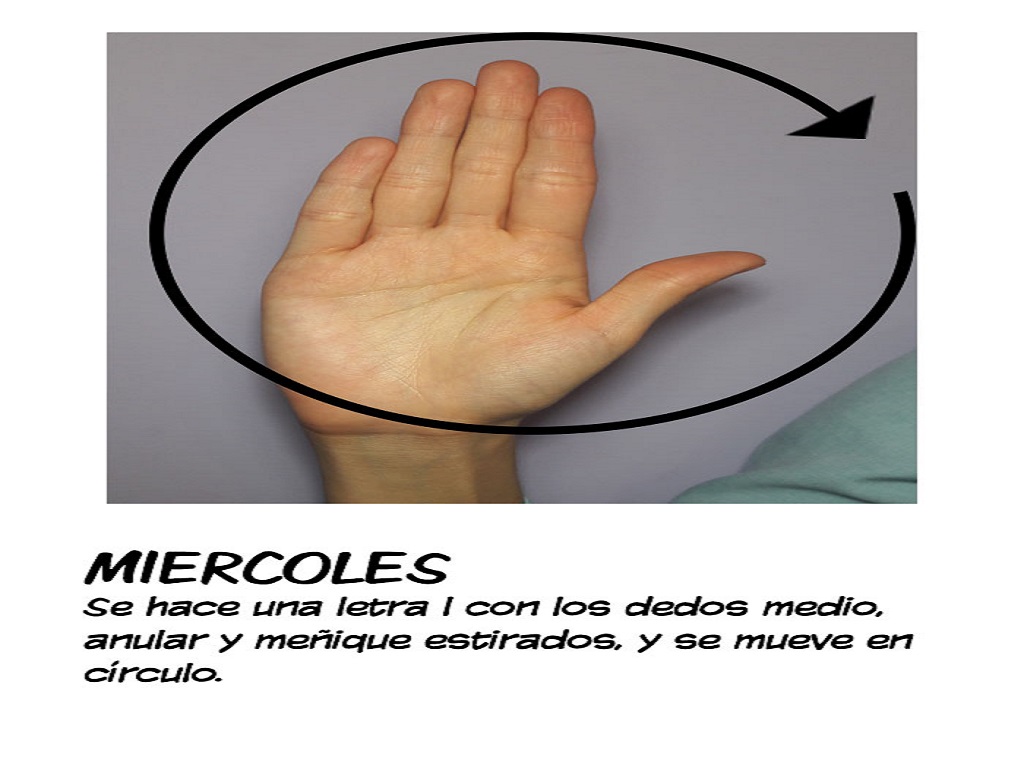 MIERCOLES
Se hace una letra l con los dedos medio,
anular y meñique estirados, y se mueve en
círculo.